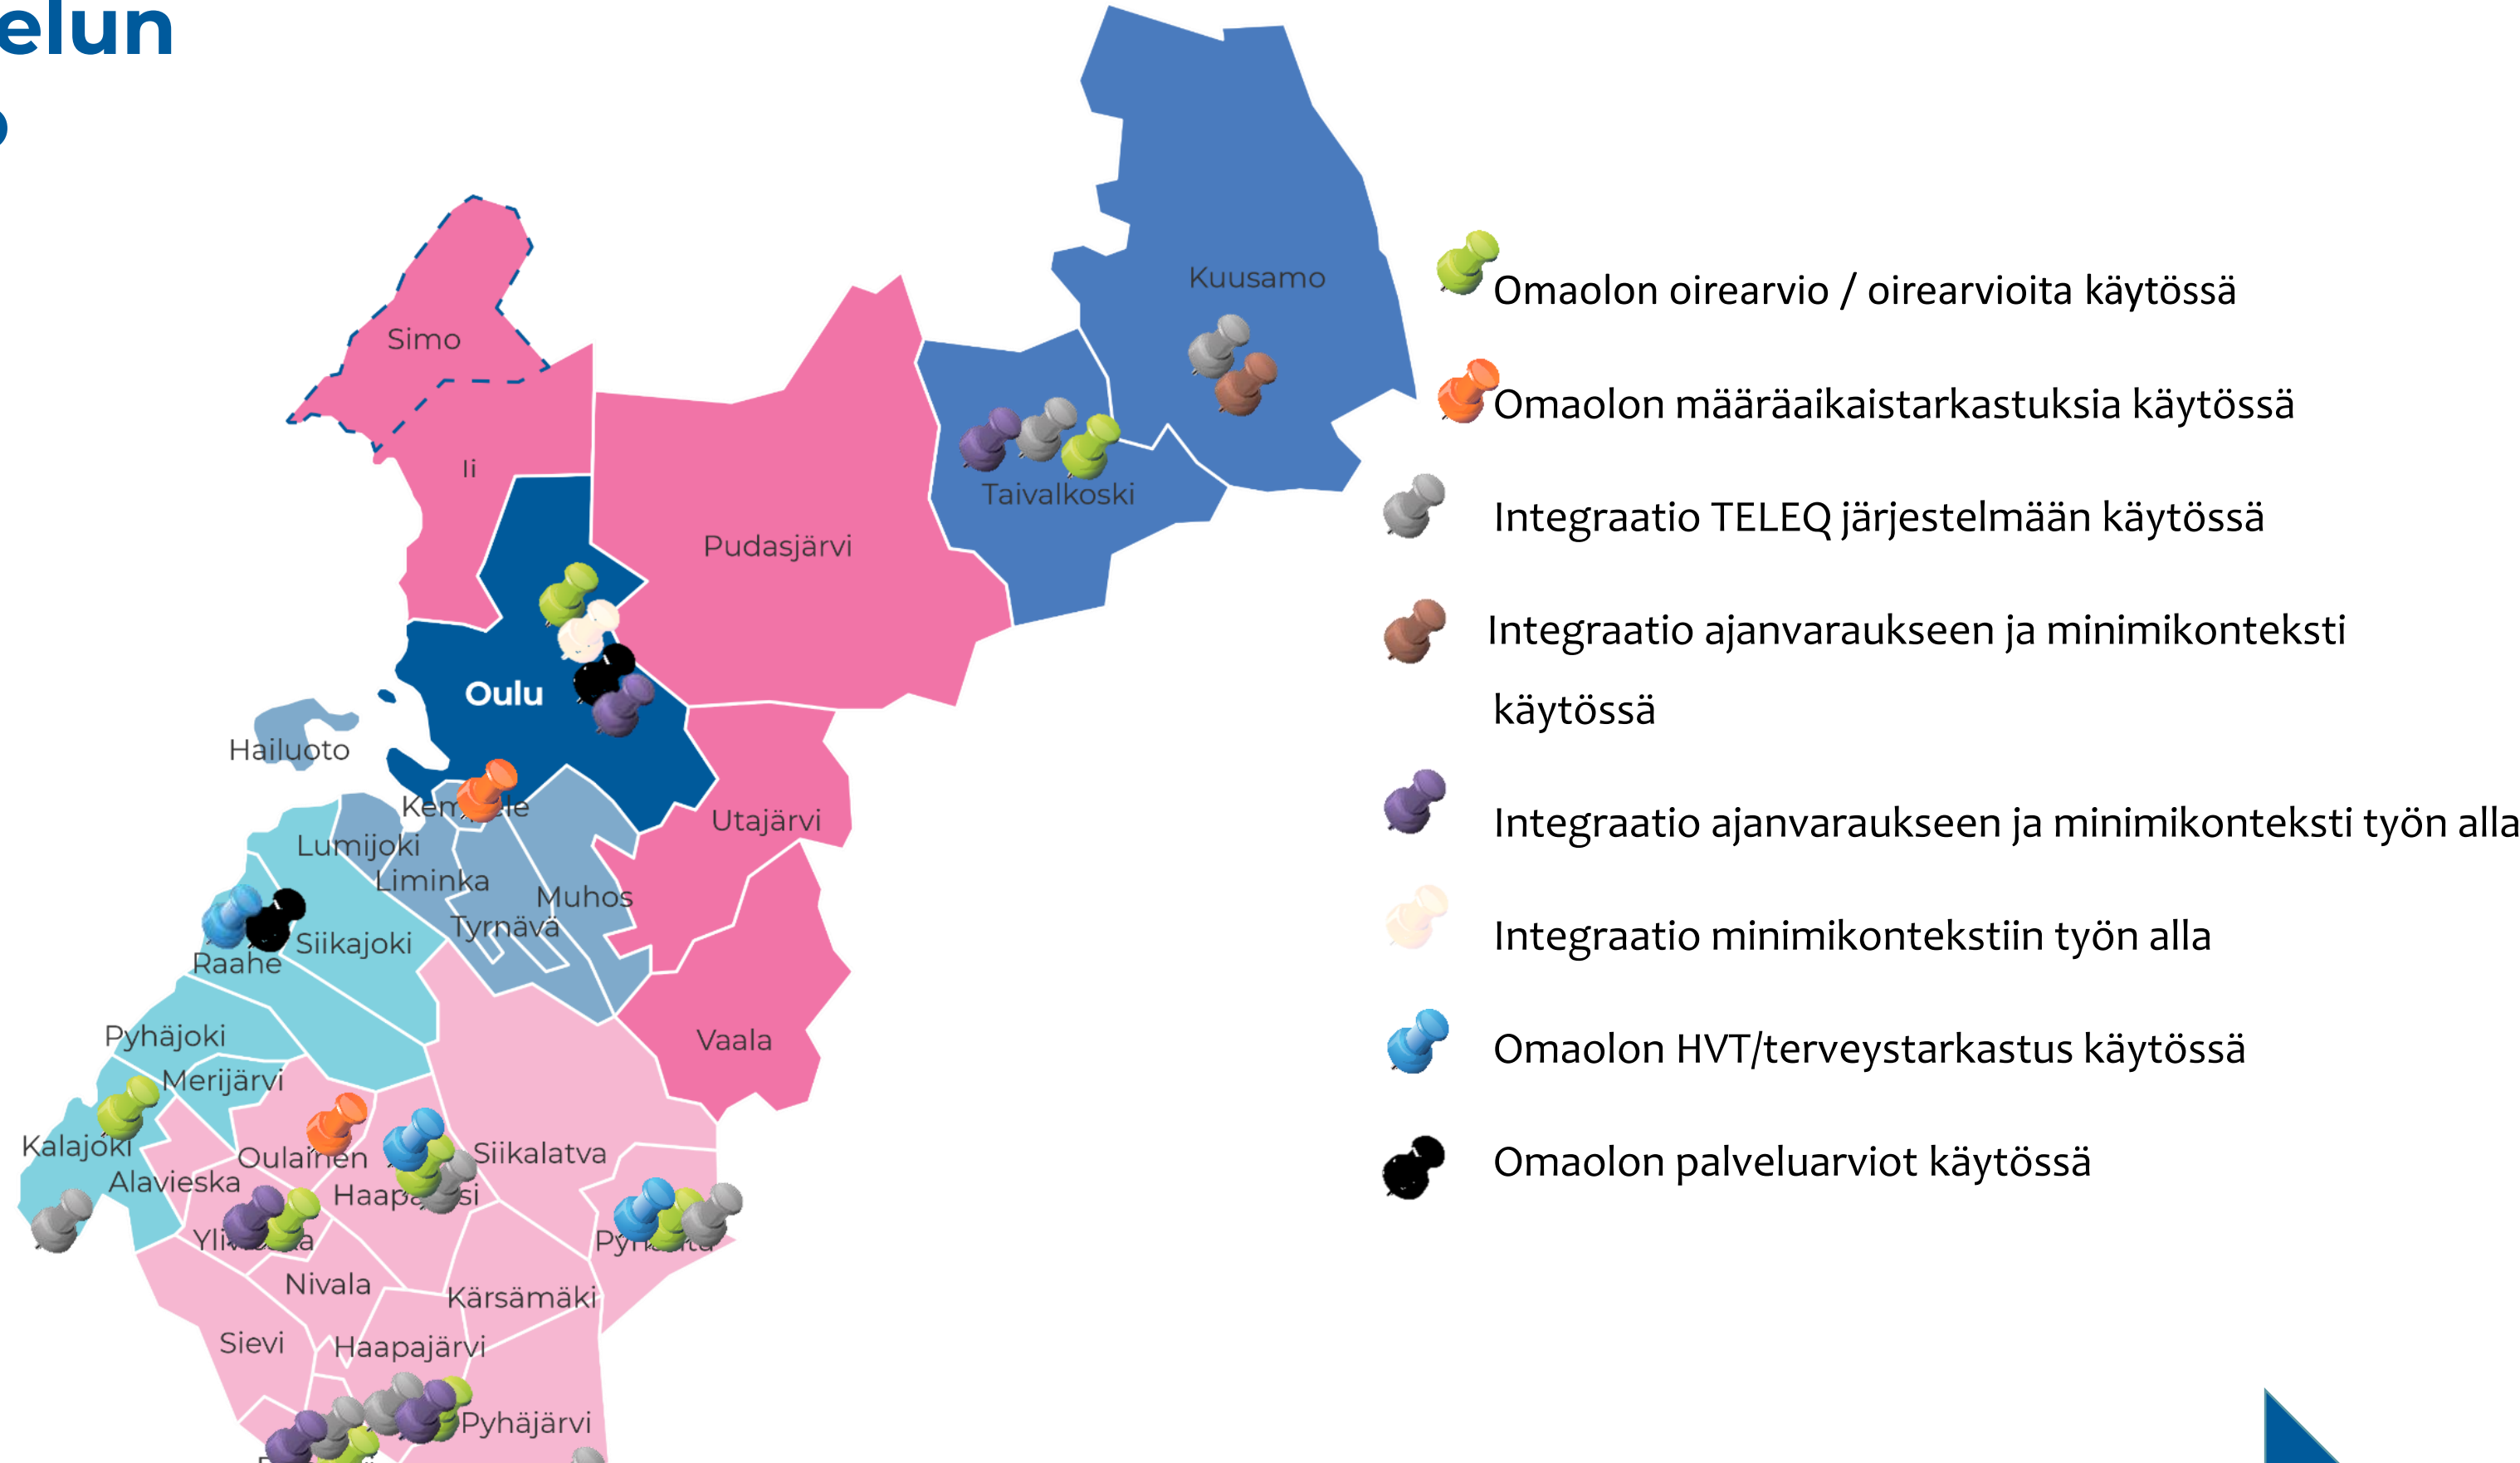 elun
Simo
Ii
Kuusamo
Taivalkoski
Pudasjärvi
Oulu
Hailuoto
Lumijoki
Liminka
Tyrnävä
Muhos
Utajärvi
Vaala
Siikajoki
Raahe
Pyhäjoki
Merijärvi
Kalajoki
Alavieska
Oulainen
Siikalatva
Nivala
Kärsämäki
Sievi
Haapajärvi
Pyhäjärvi
Omaolon oirearvio / oirearvioita käytössä
Omaolon määräaikaistarkastuksia käytössä
Integraatio TELEQ järjestelmään käytössä
Integraatio ajanvaraukseen ja minimikonteksti
käytössä
Integraatio ajanvaraukseen ja minimikonteksti työn alla
Integraatio minimikontekstiin työn alla
Omaolon HVT/terveystarkastus käytössä
Omaolon palveluarviot käytössä